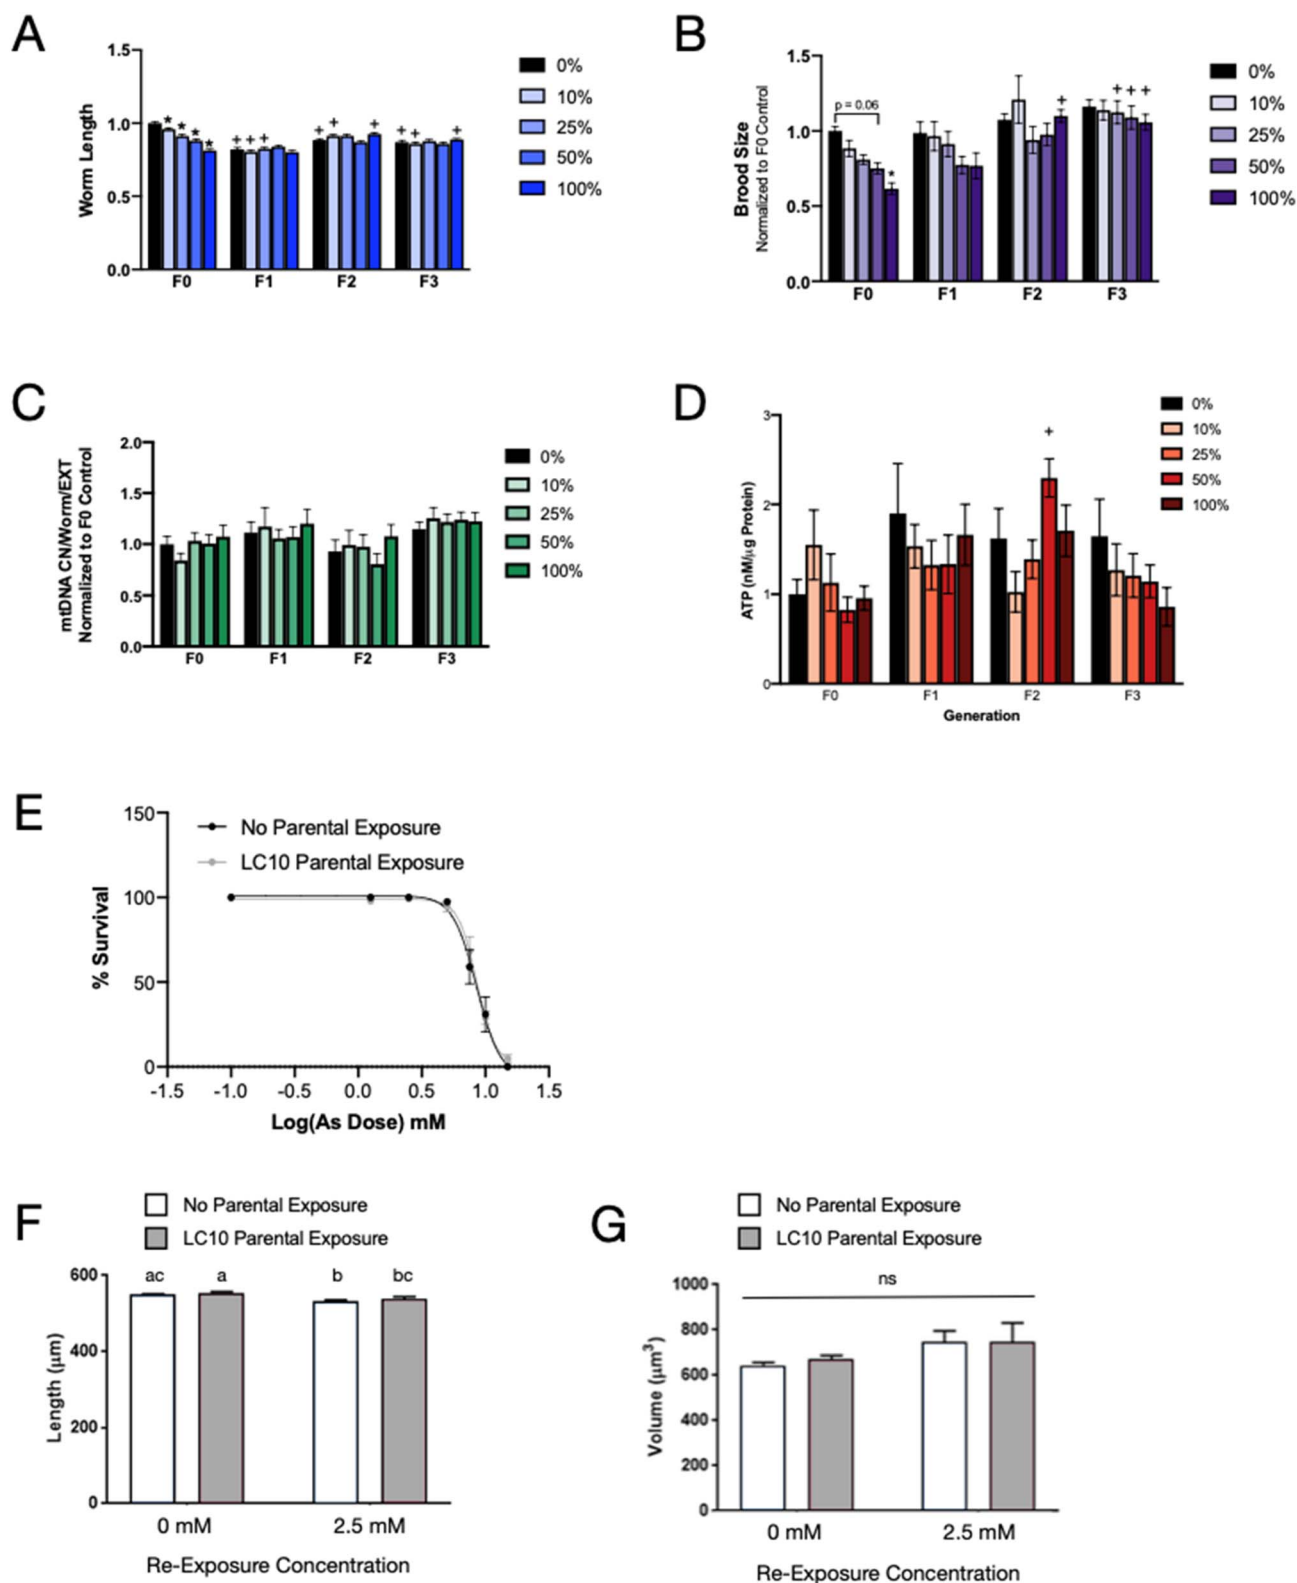 A
Worm Length
1.5
1.0
0.5
0.0
* * * *
+ + +
+ + +
+ + +
F0 F1 F2 F3
0%
10%
25%
50%
100%
B
Brood Size
Normalized to F0 Control
1.5
1.0
0.5
0.0
p = 0.06
*
+
+ + +
F0 F1 F2 F3
0%
10%
25%
50%
100%
C
mtDNA CN/Worm/EXT
Normalized to F0 Control
2.0
1.5
1.0
0.5
0.0
F0 F1 F2 F3
0%
10%
25%
50%
100%
D
ATP (nM/µg Protein)
3
2
1
0
+
F0 F1 F2 F3
Generation
0%
10%
25%
50%
100%
E
% Survival
150
100
50
0
No Parental Exposure
LC10 Parental Exposure
-1.5 -1.0 -0.5 0.0 0.5 1.0 1.5
Log(As Dose) mM
F
No Parental Exposure
LC10 Parental Exposure
Length (µm)
600
400
200
0
ac a b bc
0 mM 2.5 mM
Re-Exposure Concentration
G
No Parental Exposure
LC10 Parental Exposure
Volume (µm³)
1000
800
600
400
200
0
ns
0 mM 2.5 mM
Re-Exposure Concentration